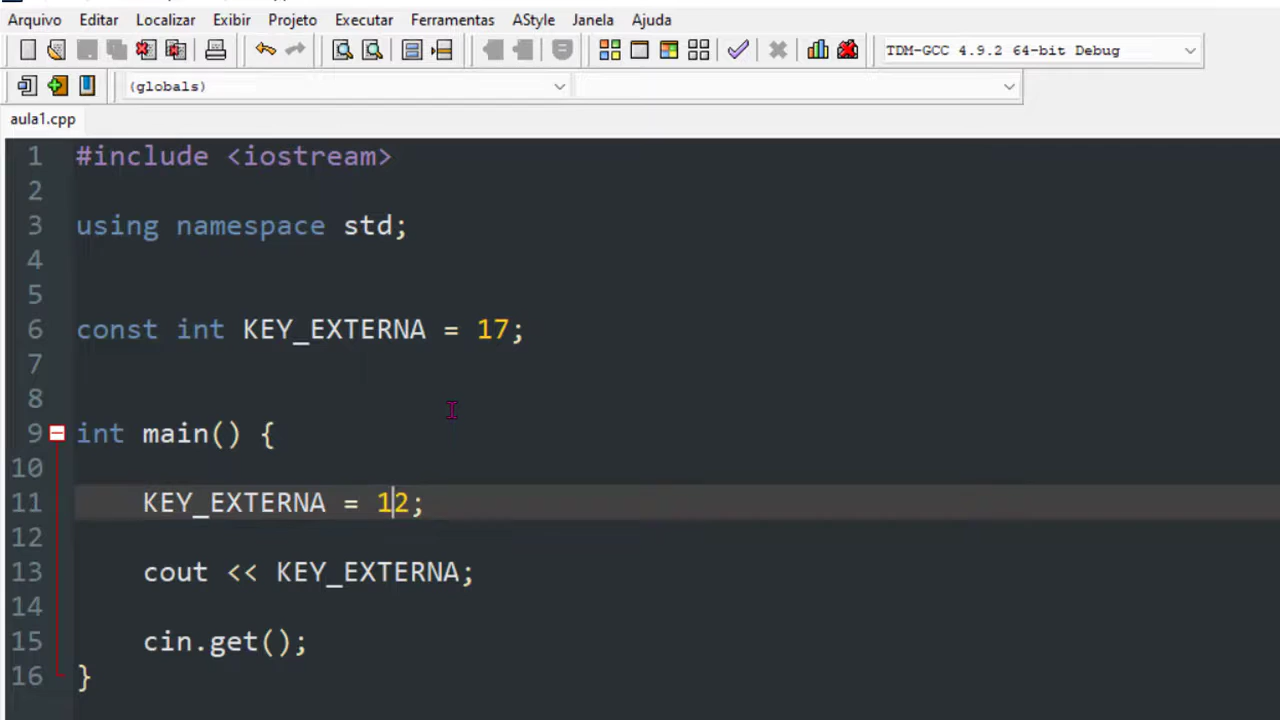 Arquivo Editar Localizar Exibir Projeto Executar Ferramentas AStyle Janela Ajuda
TDM-GCC 4.9.2 64-bit Debug
(globals)
aula1.cpp
1 #include <iostream>
2
3 using namespace std;
4
5
6 const int KEY_EXTERNA = 17;
7
8
9 int main() {
10
11 KEY_EXTERNA = 12;
12
13 cout << KEY_EXTERNA;
14
15 cin.get();
16 }